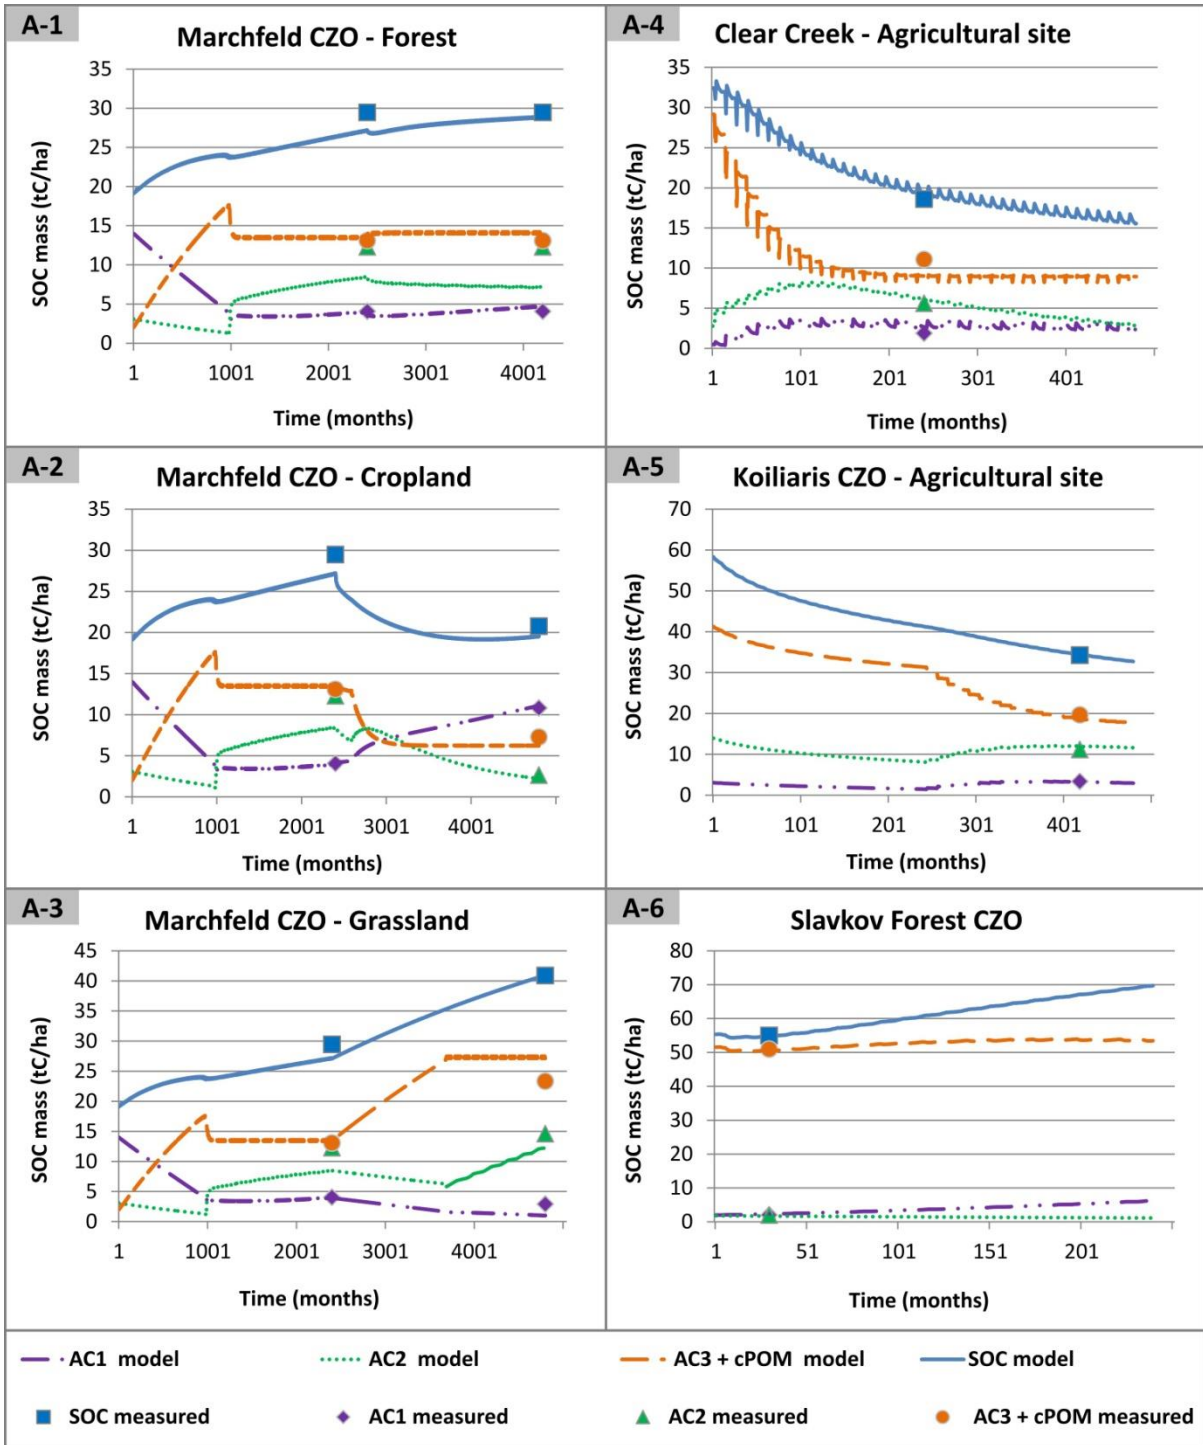 A-1
Marchfeld CZO - Forest
SOC mass (tC/ha)
35
30
25
20
15
10
5
0
1 1001 2001 3001 4001
Time (months)
A-4
Clear Creek - Agricultural site
SOC mass (tC/ha)
35
30
25
20
15
10
5
0
1 101 201 301 401
Time (months)
A-2
Marchfeld CZO - Cropland
SOC mass (tC/ha)
35
30
25
20
15
10
5
0
1 1001 2001 3001 4001
Time (months)
A-5
Koiliaris CZO - Agricultural site
SOC mass (tC/ha)
70
60
50
40
30
20
10
0
1 101 201 301 401
Time (months)
A-3
Marchfeld CZO - Grassland
SOC mass (tC/ha)
45
40
35
30
25
20
15
10
5
0
1 1001 2001 3001 4001
Time (months)
A-6
Slavkov Forest CZO
SOC mass (tC/ha)
80
70
60
50
40
30
20
10
0
1 51 101 151 201
Time (months)
AC1 model AC2 model AC3 + cPOM model SOC model
SOC measured AC1 measured AC2 measured AC3 + cPOM measured